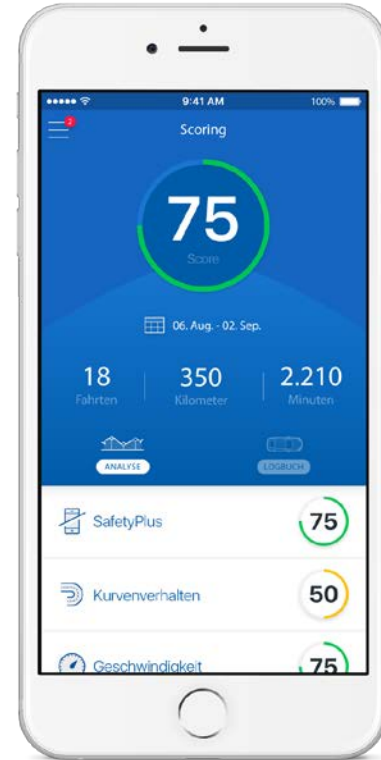 9:41 AM 100%
2
Scoring
75
Score
06. Aug. - 02. Sep.
18 350 2.210
Fahrten Kilometer Minuten
ANALYSE LOGBUCH
SafetyPlus 75
Kurvenverhalten 50
Geschwindigkeit 75